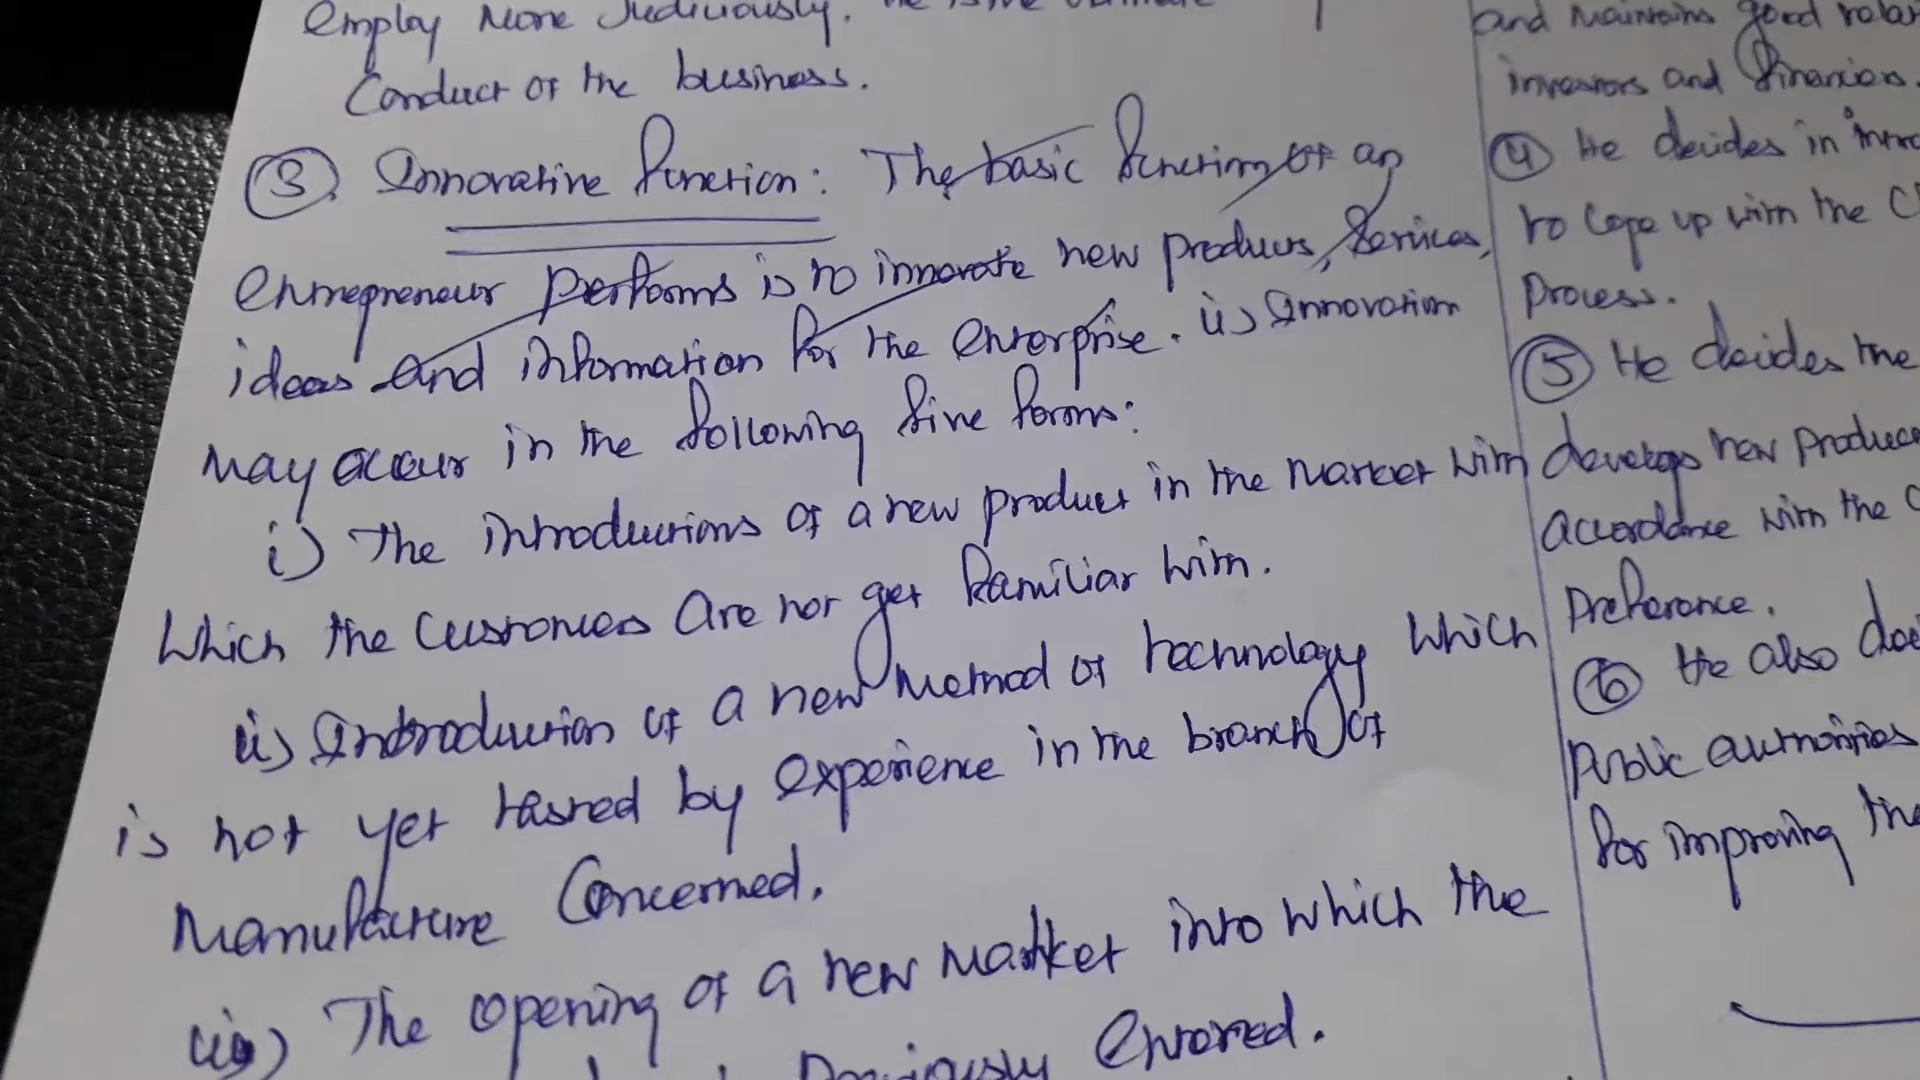 employ more Judiciously. He is the
Conduct of the business.
③. Innovative function: The basic function of an
entrepreneur performs is to innovate new products, Services,
ideas and information for the enterprise. ii) Innovation
May occur in the following five forms:
i) The introductions of a new product in the Market with
Which the Customers Are not get familiar with.
ii) Introduction of a new Method of technology Which
is not yet tested by experience in the branch of
Manufacture Concerned.
iii) The opening of a new Market into which the
Previously Entered.
and Maintains good
investors and financiers.
④ He decides in
to Cope up with the
Process.
⑤ He decides the
develops new
Accordance with the
Preference.
⑥ He also
Public authorities
for improving the